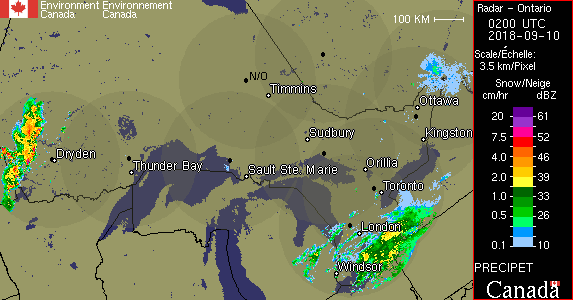 Environment Environnement
Canada Canada
100 KM
N/O
Timmins
Ottawa
Sudbury
Kingston
Dryden
Thunder Bay
Sault Ste. Marie
Orillia
Toronto
London
Windsor
Radar - Ontario
0200 UTC
2018-09-10
Scale/Échelle:
3.5 km/Pixel
Snow/Neige
cm/hr dBZ
20 61
7.5 52
4.0 46
2.0 39
1.0 33
0.5 26
0.1 10
PRECIPET
Canada